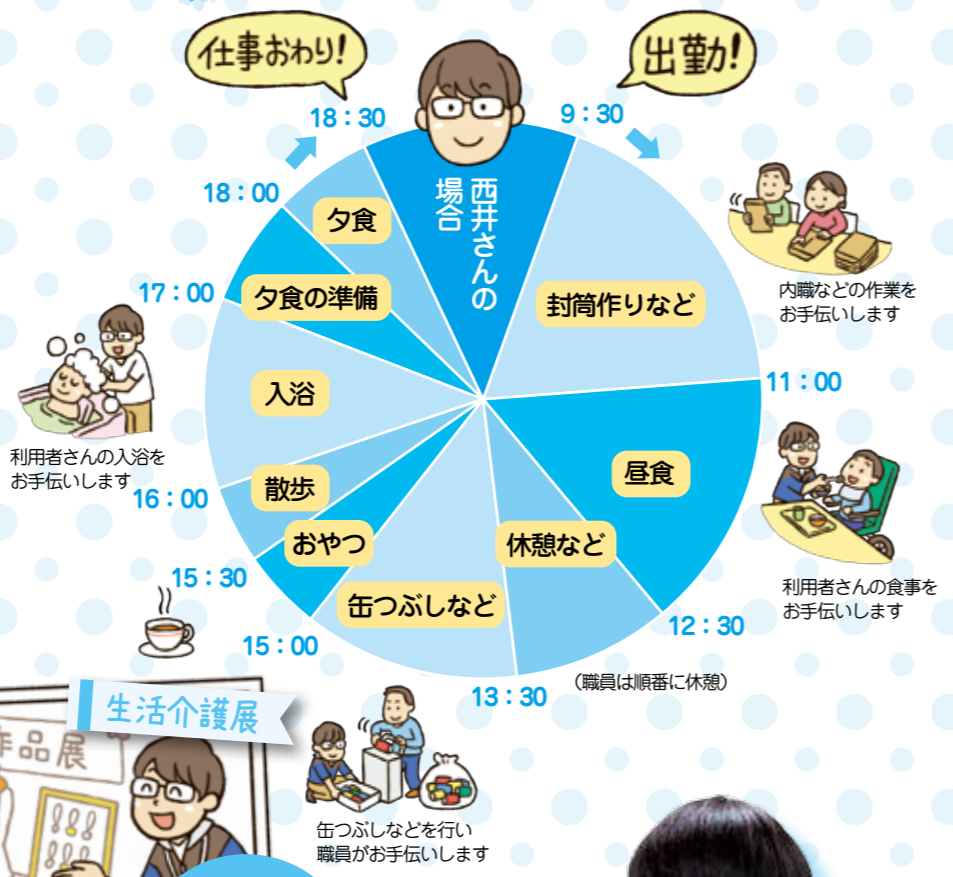 仕事おわり!
出勤!
18:30
9:30
西井さんの
場合
封筒作りなど
内職などの作業を
お手伝いします
11:00
昼食
利用者さんの食事を
お手伝いします
12:30
休憩など
(職員は順番に休憩)
13:30
缶つぶしなど
缶つぶしなどを行い
職員がお手伝いします
15:00
おやつ
15:30
散歩
16:00
入浴
利用者さんの入浴を
お手伝いします
17:00
夕食の準備
18:00
夕食
生活介護展
作品展